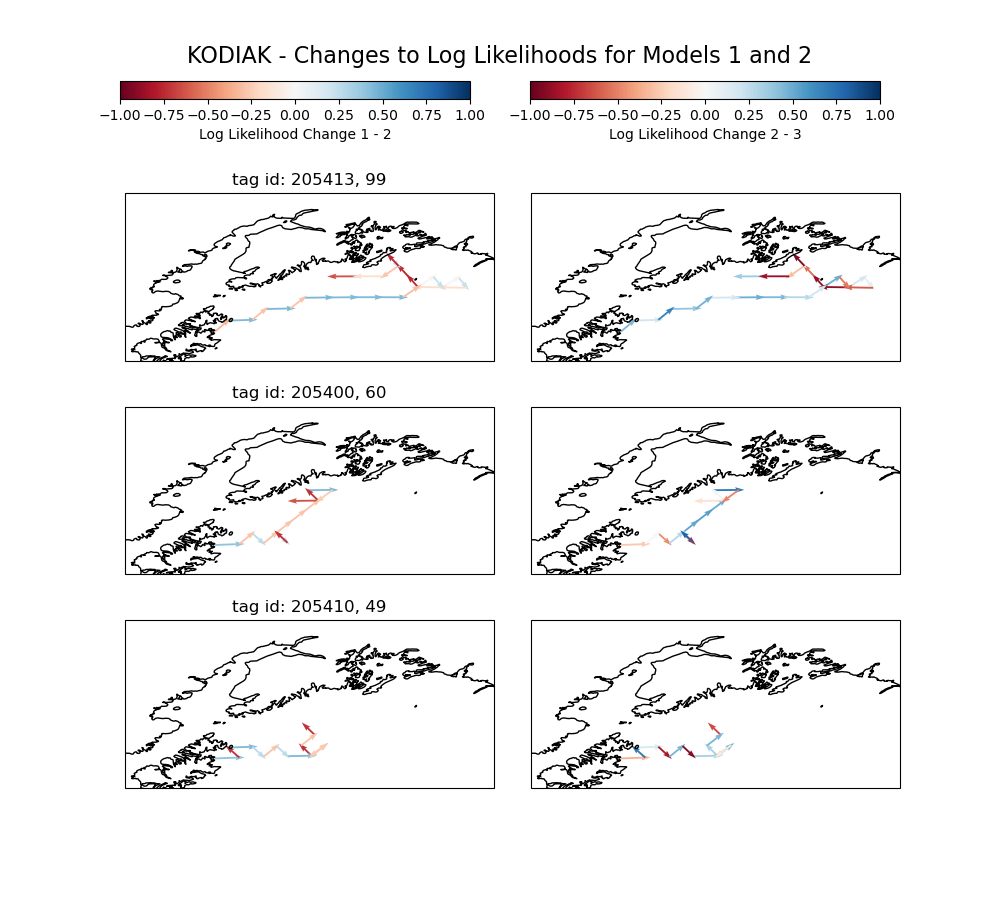 KODIAK - Changes to Log Likelihoods for Models 1 and 2
−1.00 −0.75 −0.50 −0.25 0.00 0.25 0.50 0.75 1.00
Log Likelihood Change 1 - 2
−1.00 −0.75 −0.50 −0.25 0.00 0.25 0.50 0.75 1.00
Log Likelihood Change 2 - 3
tag id: 205413, 99
tag id: 205400, 60
tag id: 205410, 49